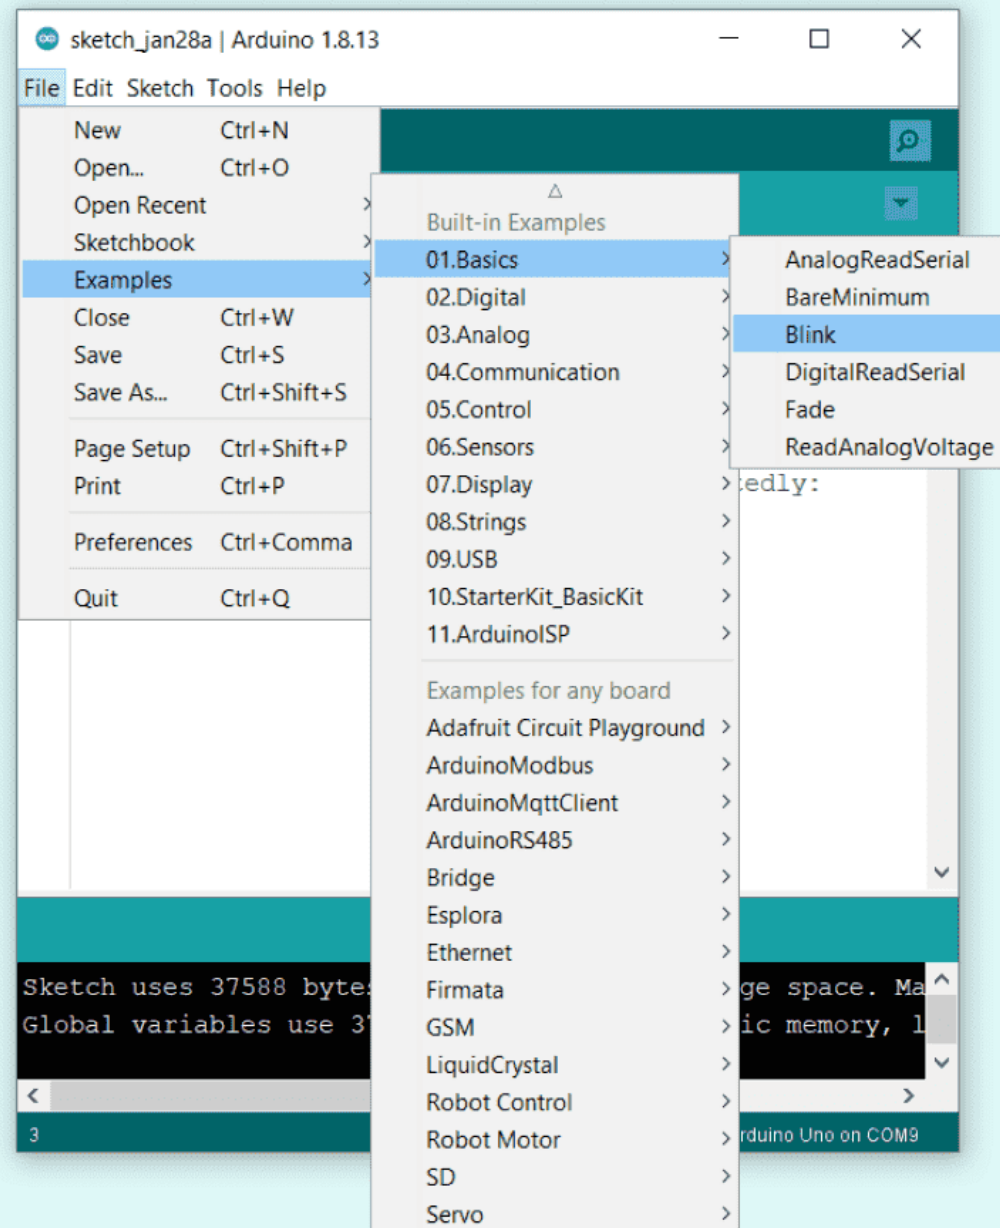 sketch_jan28a | Arduino 1.8.13
File Edit Sketch Tools Help
New Ctrl+N
Open... Ctrl+O
Open Recent
Sketchbook
Examples
Close Ctrl+W
Save Ctrl+S
Save As... Ctrl+Shift+S
Page Setup Ctrl+Shift+P
Print Ctrl+P
Preferences Ctrl+Comma
Quit Ctrl+Q
Built-in Examples
01.Basics
02.Digital
03.Analog
04.Communication
05.Control
06.Sensors
07.Display
08.Strings
09.USB
10.StarterKit_BasicKit
11.ArduinoISP
Examples for any board
Adafruit Circuit Playground
ArduinoModbus
ArduinoMqttClient
ArduinoRS485
Bridge
Esplora
Ethernet
Firmata
GSM
LiquidCrystal
Robot Control
Robot Motor
SD
Servo
AnalogReadSerial
BareMinimum
Blink
DigitalReadSerial
Fade
ReadAnalogVoltage
tedly:
Sketch uses 37588 bytes ge space. Ma
Global variables use 37 ic memory, l
3 rduino Uno on COM9